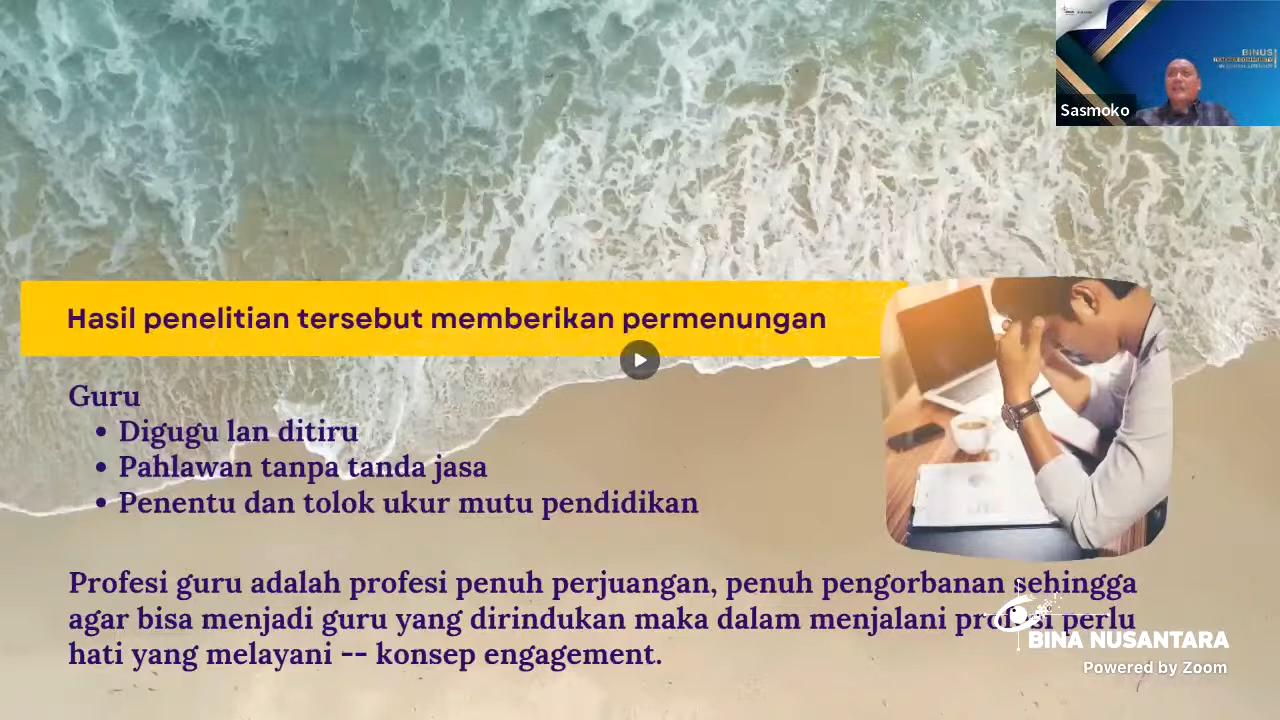 BINUS
Sasmoko
Hasil penelitian tersebut memberikan permenungan
Guru
• Digugu lan ditiru
• Pahlawan tanpa tanda jasa
• Penentu dan tolok ukur mutu pendidikan
Profesi guru adalah profesi penuh perjuangan, penuh pengorbanan sehingga
agar bisa menjadi guru yang dirindukan maka dalam menjalani profesi perlu
hati yang melayani -- konsep engagement.
BINA NUSANTARA
Powered by Zoom